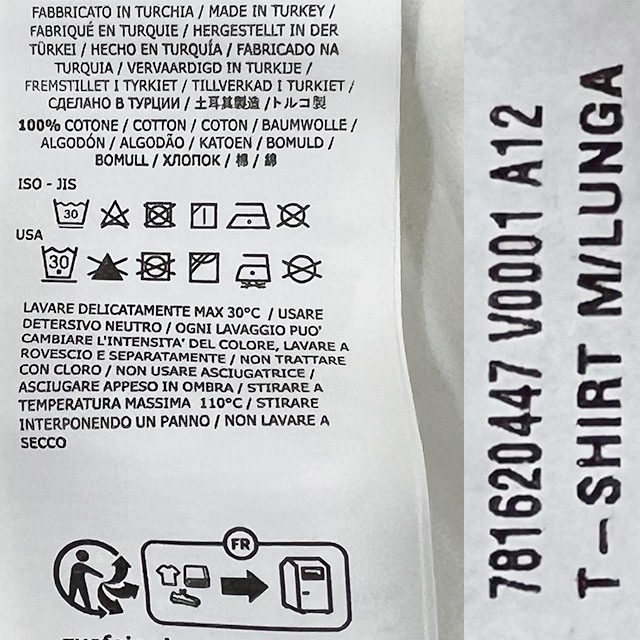 FABBRICATO IN TURCHIA / MADE IN TURKEY /
FABRIQUÉ EN TURQUIE / HERGESTELLT IN DER
TÜRKEI / HECHO EN TURQUÍA / FABRICADO NA
TURQUIA / VERVAARDIGD IN TURKIJE /
FREMSTILLET I TYRKIET / TILLVERKAD I TURKIET /
СДЕЛАНО В ТУРЦИИ / 土耳其製造 / トルコ製
100% COTONE / COTTON / COTON / BAUMWOLLE /
ALGODÓN / ALGODÃO / KATOEN / BOMULD /
BOMULL / ХЛОПОК / 棉 / 綿
ISO - JIS
30
USA
30
LAVARE DELICATAMENTE MAX 30°C / USARE
DETERSIVO NEUTRO / OGNI LAVAGGIO PUO'
CAMBIARE L'INTENSITA' DEL COLORE, LAVARE A
ROVESCIO E SEPARATAMENTE / NON TRATTARE
CON CLORO / NON USARE ASCIUGATRICE /
ASCIUGARE APPESO IN OMBRA / STIRARE A
TEMPERATURA MASSIMA 110°C / STIRARE
INTERPONENDO UN PANNO / NON LAVARE A
SECCO
FR
781620447 V0001 A12
T-SHIRT M/LUNGA